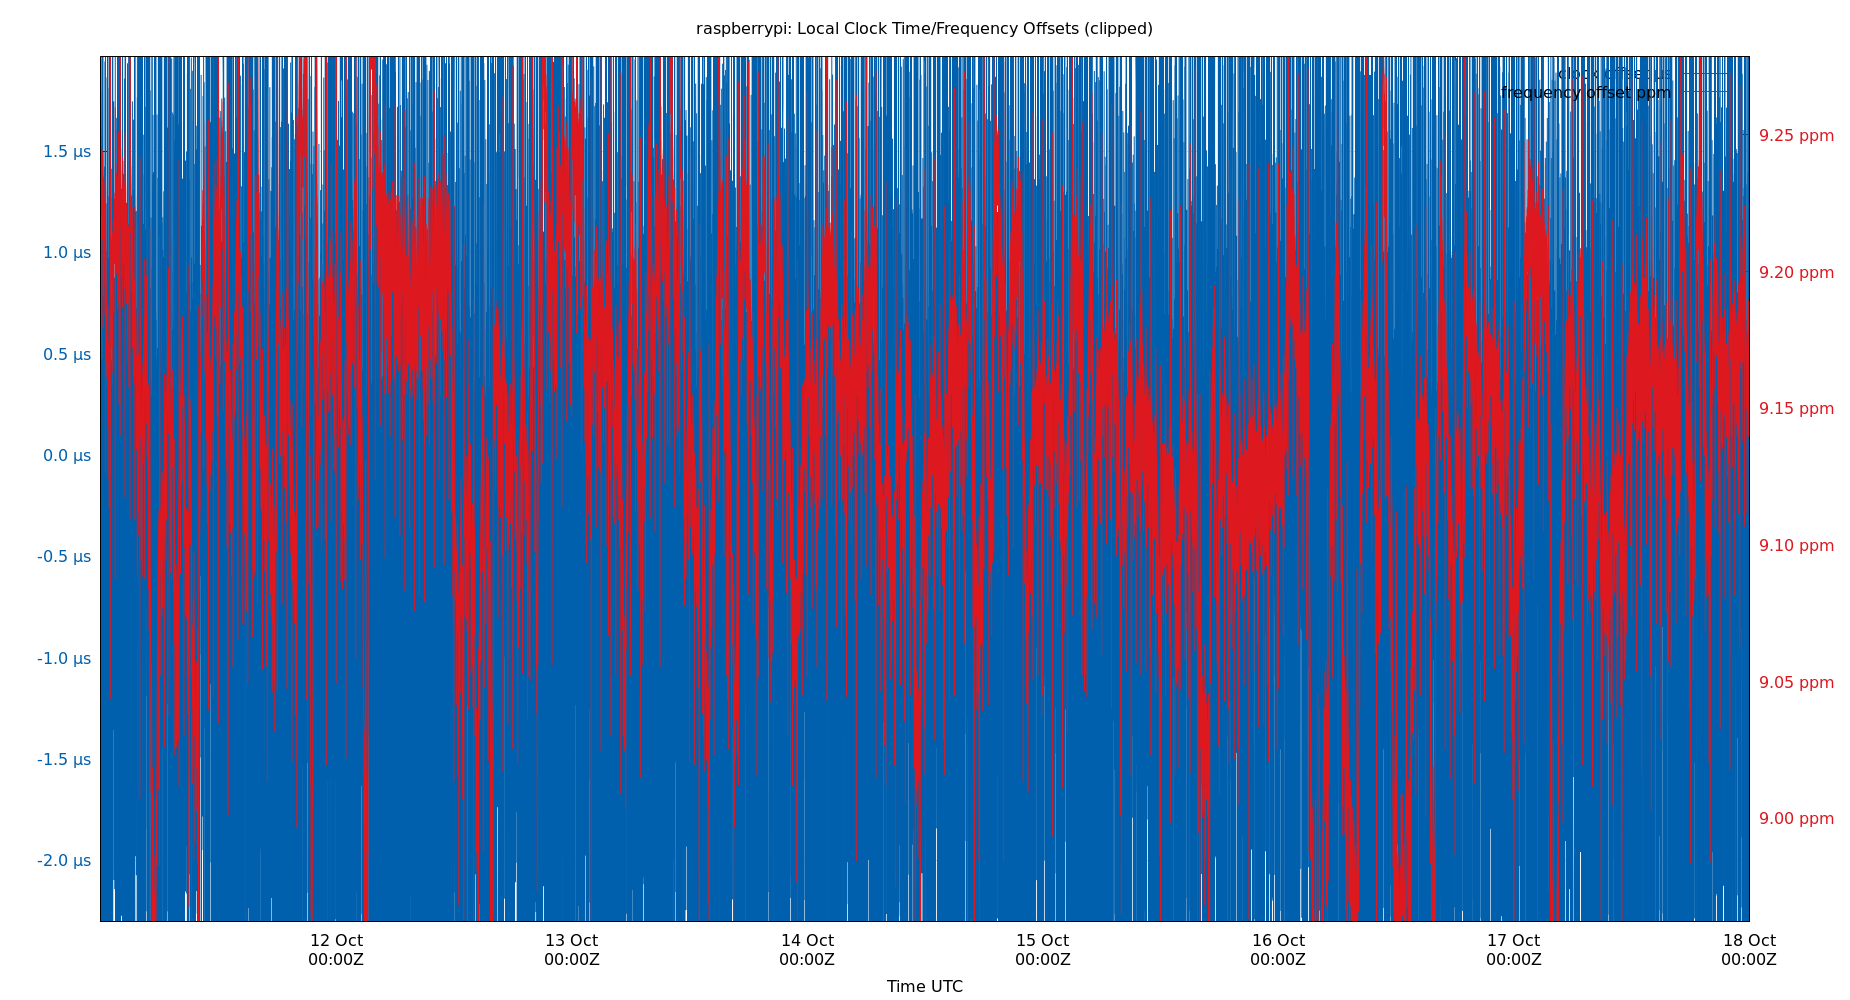 raspberrypi: Local Clock Time/Frequency Offsets (clipped)
clock offset µs
frequency offset ppm
1.5 µs
1.0 µs
0.5 µs
0.0 µs
-0.5 µs
-1.0 µs
-1.5 µs
-2.0 µs
9.25 ppm
9.20 ppm
9.15 ppm
9.10 ppm
9.05 ppm
9.00 ppm
12 Oct
00:00Z
13 Oct
00:00Z
14 Oct
00:00Z
15 Oct
00:00Z
16 Oct
00:00Z
17 Oct
00:00Z
18 Oct
00:00Z
Time UTC